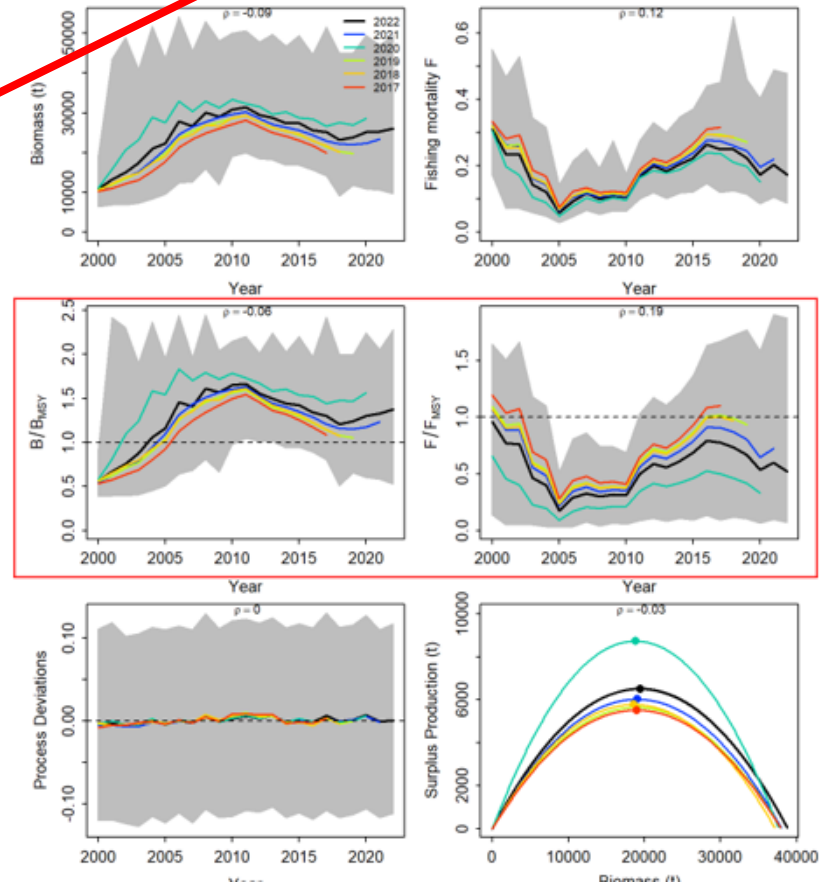 ρ = -0.09
Biomass (t)
50000
30000
10000
0
2022
2021
2020
2019
2018
2017
2000 2005 2010 2015 2020
Year
ρ = 0.12
Fishing mortality F
0.6
0.4
0.2
0.0
2000 2005 2010 2015 2020
Year
ρ = -0.06
B/BMSY
2.5
2.0
1.5
1.0
0.5
0.0
2000 2005 2010 2015 2020
Year
ρ = 0.19
F/FMSY
1.5
1.0
0.5
0.0
2000 2005 2010 2015 2020
Year
ρ = 0
Process Deviations
0.10
0.00
-0.10
2000 2005 2010 2015 2020
Year
ρ = -0.03
Surplus Production (t)
10000
6000
2000
0
0 10000 20000 30000 40000
Biomass (t)